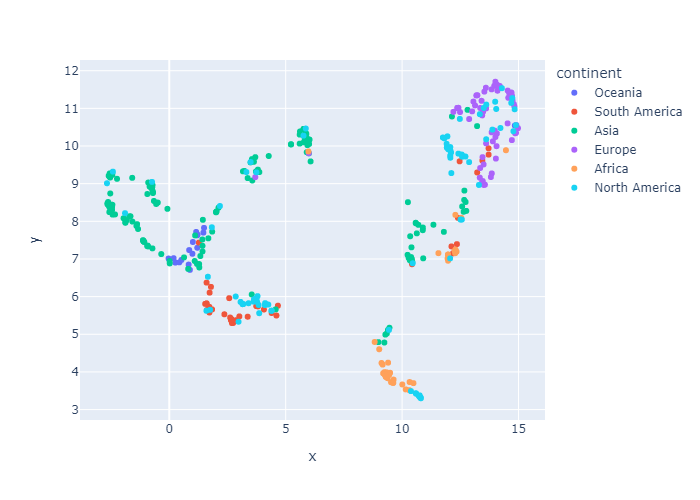 continent
Oceania
South America
Asia
Europe
Africa
North America
12
11
10
9
8
7
6
5
4
3
y
0
5
10
15
x